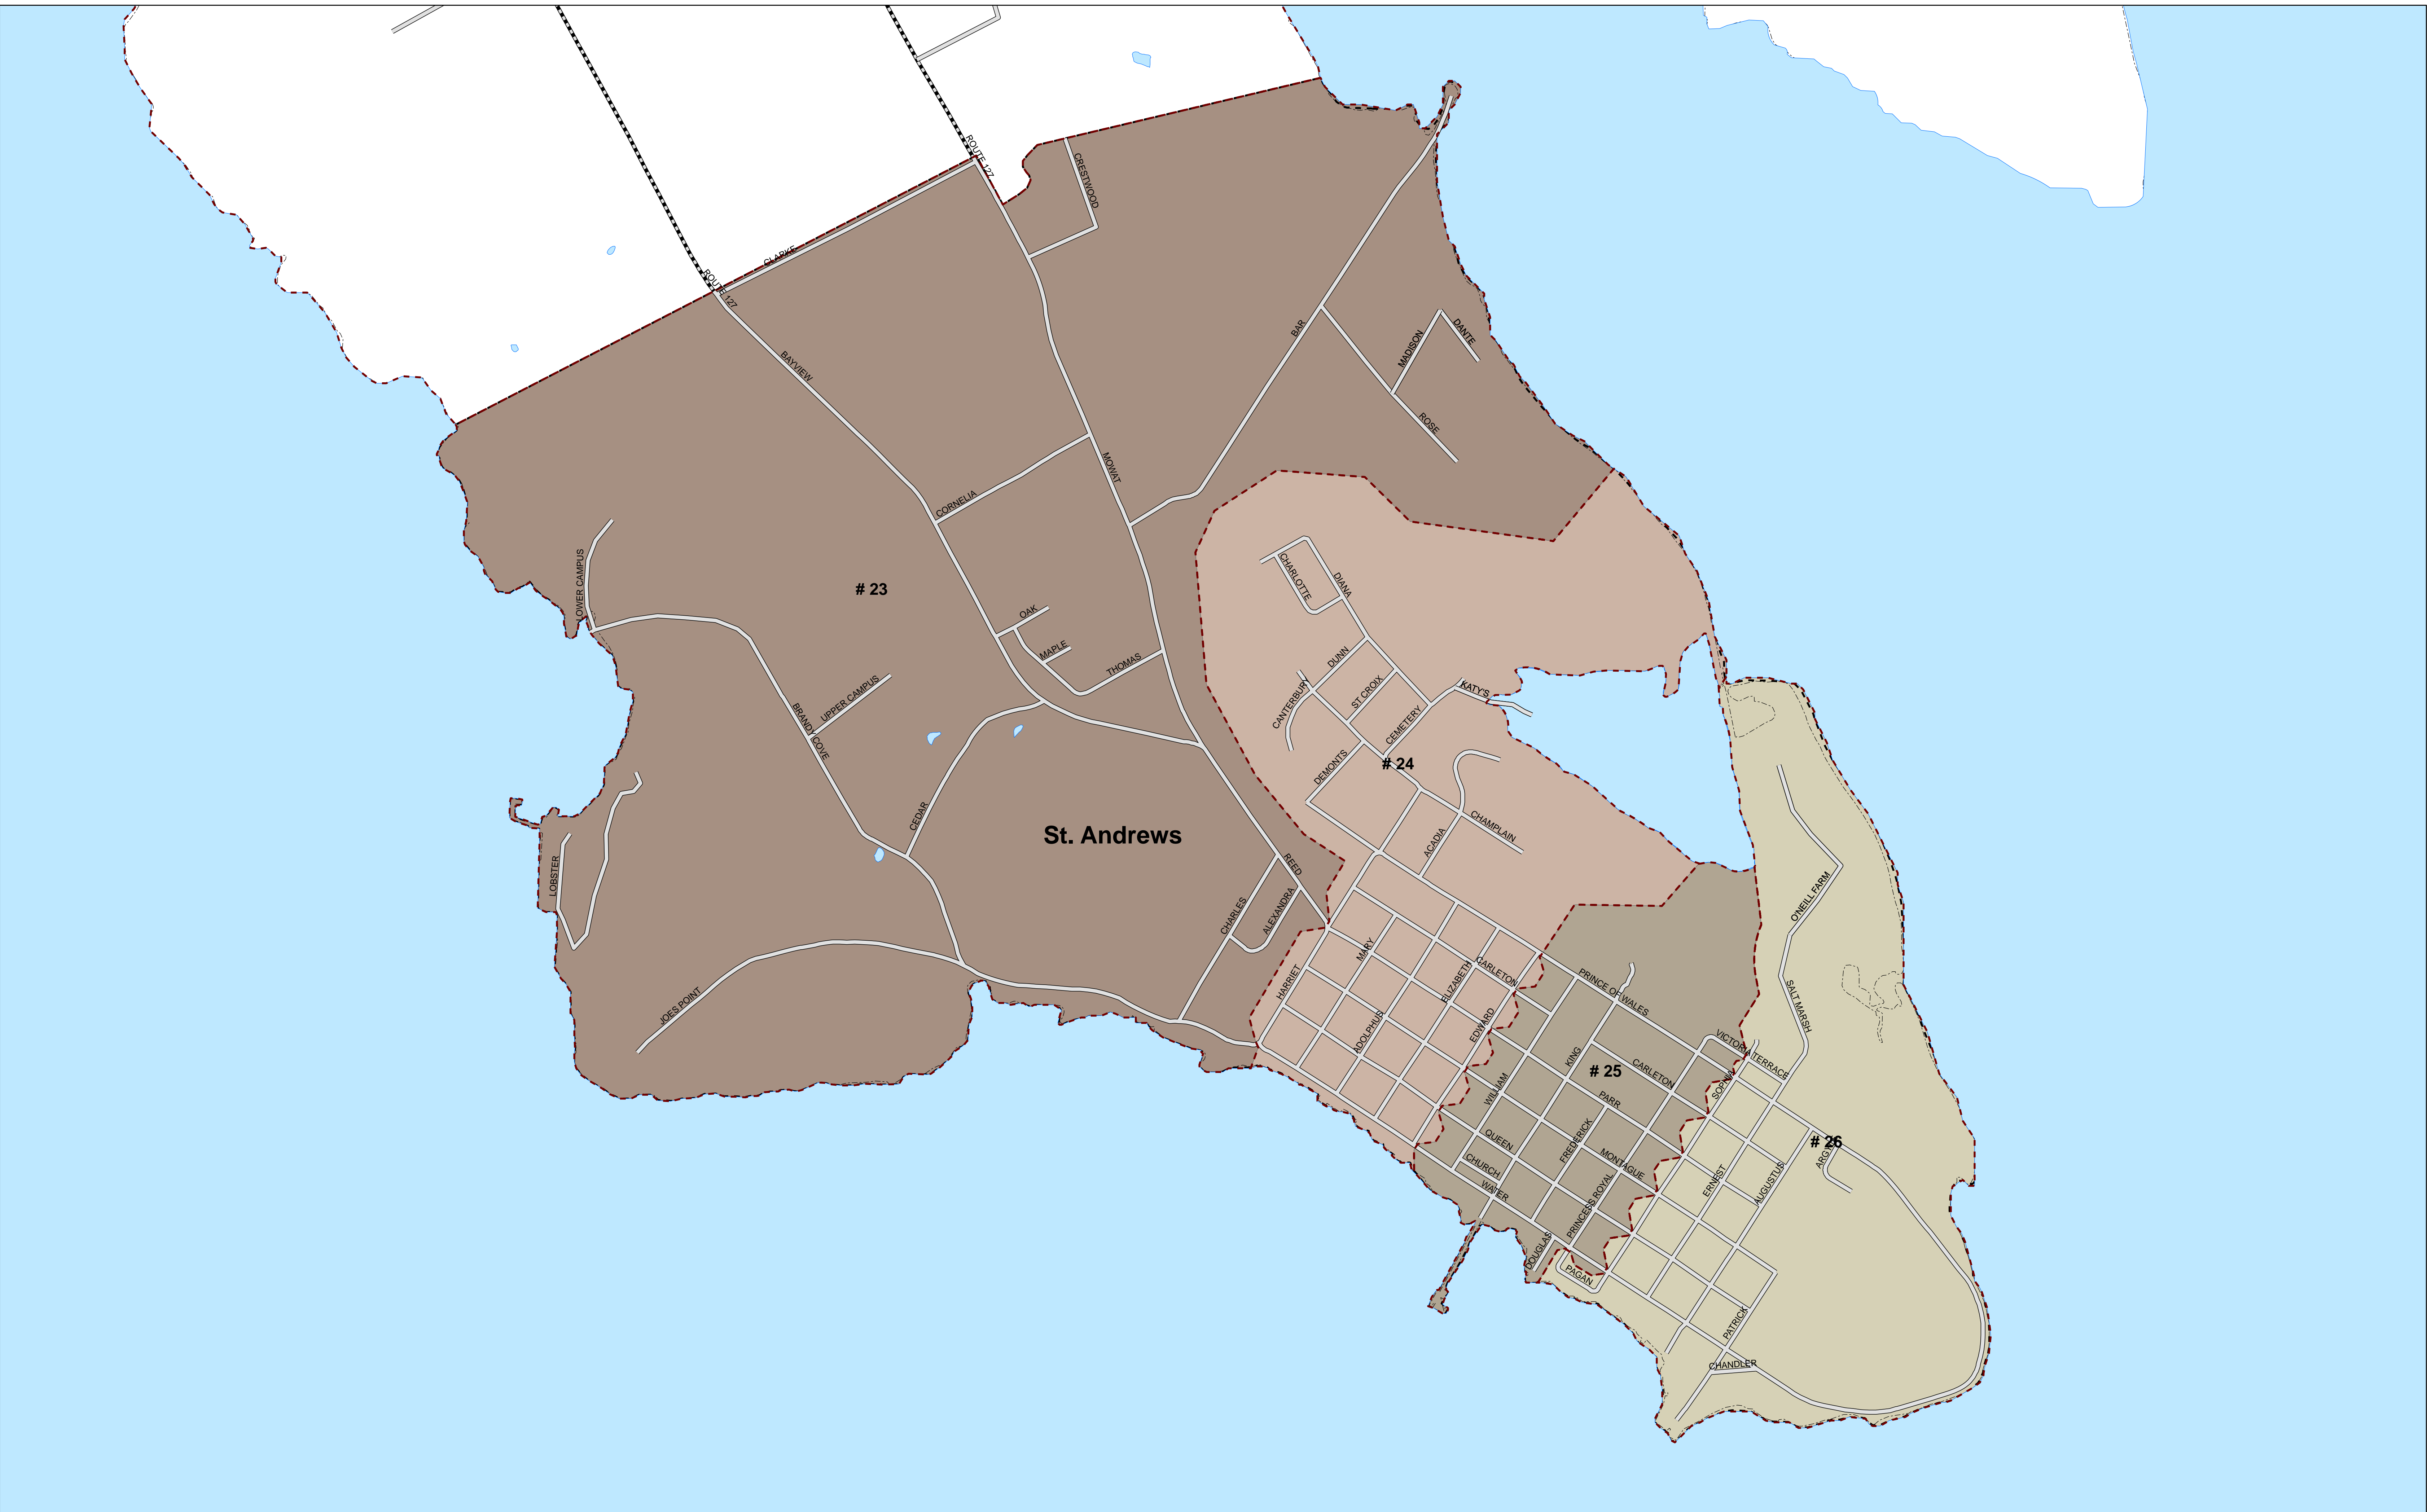 ROUTE 127
CRESTWOOD
CLARKE
ROUTE 127
BAYVIEW
BAR
MADISON
DANTE
ROSE
MOWAT
CORNELIA
LOWER CAMPUS
# 23
CHARLOTTE
DIANA
OAK
MAPLE
THOMAS
DUNN
ST CROIX
KATY'S
CANTERBURY
CEMETERY
UPPER CAMPUS
BRANDY COVE
DEMONTS
# 24
CEDAR
St. Andrews
CHAMPLAIN
ACADIA
LOBSTER
REED
ALEXANDRA
CHARLES
O'NEILL FARM
MARY
HARRIET
ELIZABETH
CARLETON
PRINCE OF WALES
SALT MARSH
JOES POINT
ADOLPHUS
EDWARD
KING
# 25
CARLETON
VICTORIA TERRACE
SOPHIA
WILLIAM
PARR
QUEEN
FREDERICK
MONTAGUE
# 26
CHURCH
WATER
PRINCESS ROYAL
ERNEST
AUGUSTUS
DOUGLAS
PAGAN
PATRICK
CHANDLER